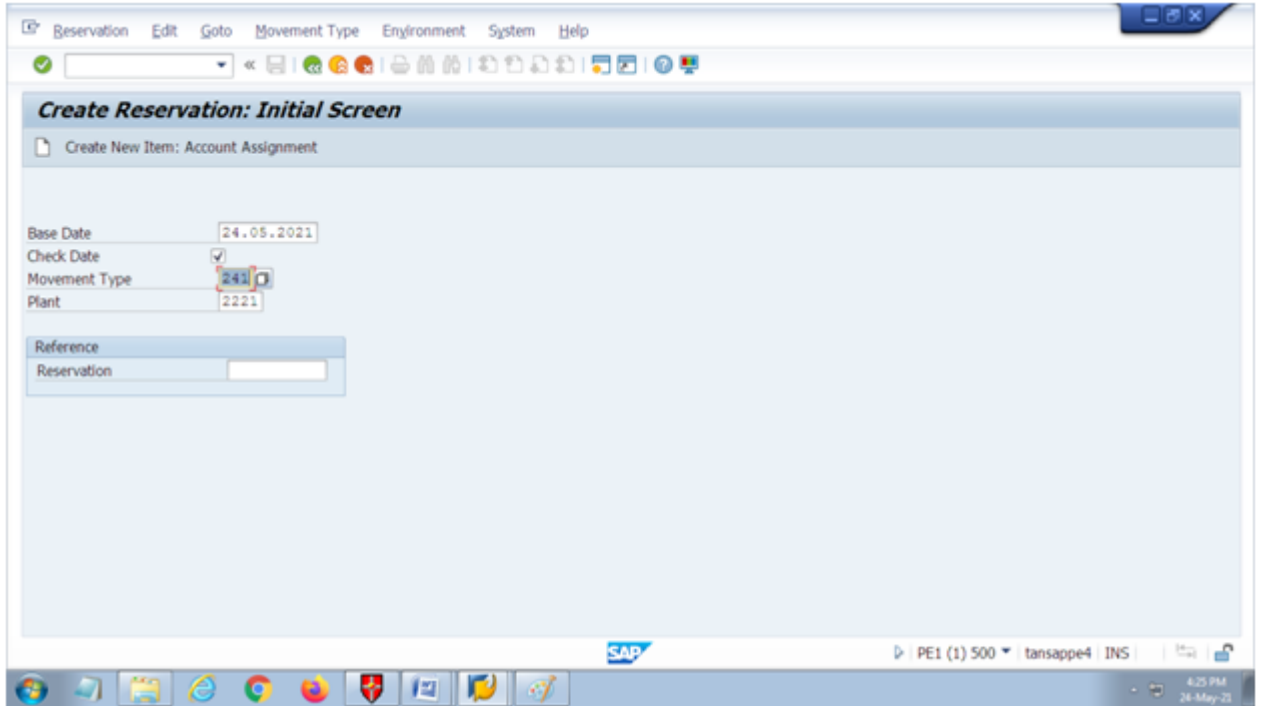 Reservation Edit Goto Movement Type Environment System Help
Create Reservation: Initial Screen
Create New Item: Account Assignment
Base Date 24.05.2021
Check Date
Movement Type 241
Plant 2221
Reference
Reservation
SAP PE1 (1) 500 tansappe4 INS
4:25 PM
24-May-21